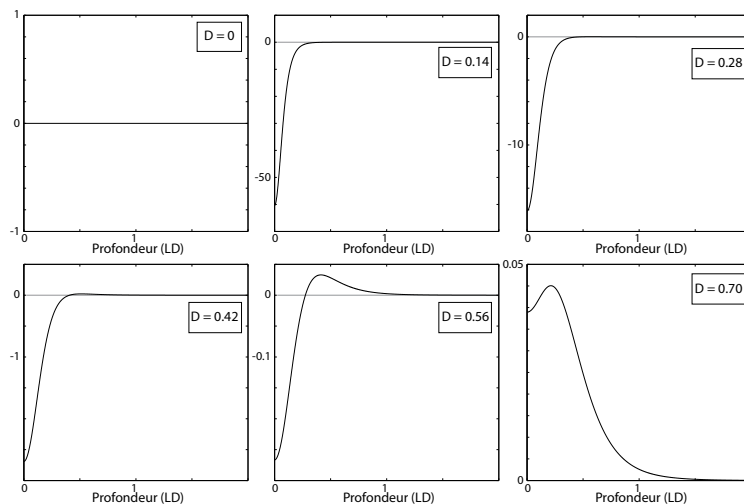 1
D = 0
0
-1
0
1
Profondeur (LD)
0
D = 0.14
-50
0
1
Profondeur (LD)
0
D = 0.28
-10
0
1
Profondeur (LD)
0
D = 0.42
-1
0
1
Profondeur (LD)
0
D = 0.56
-0.1
0
1
Profondeur (LD)
0.05
D = 0.70
0
0
1
Profondeur (LD)